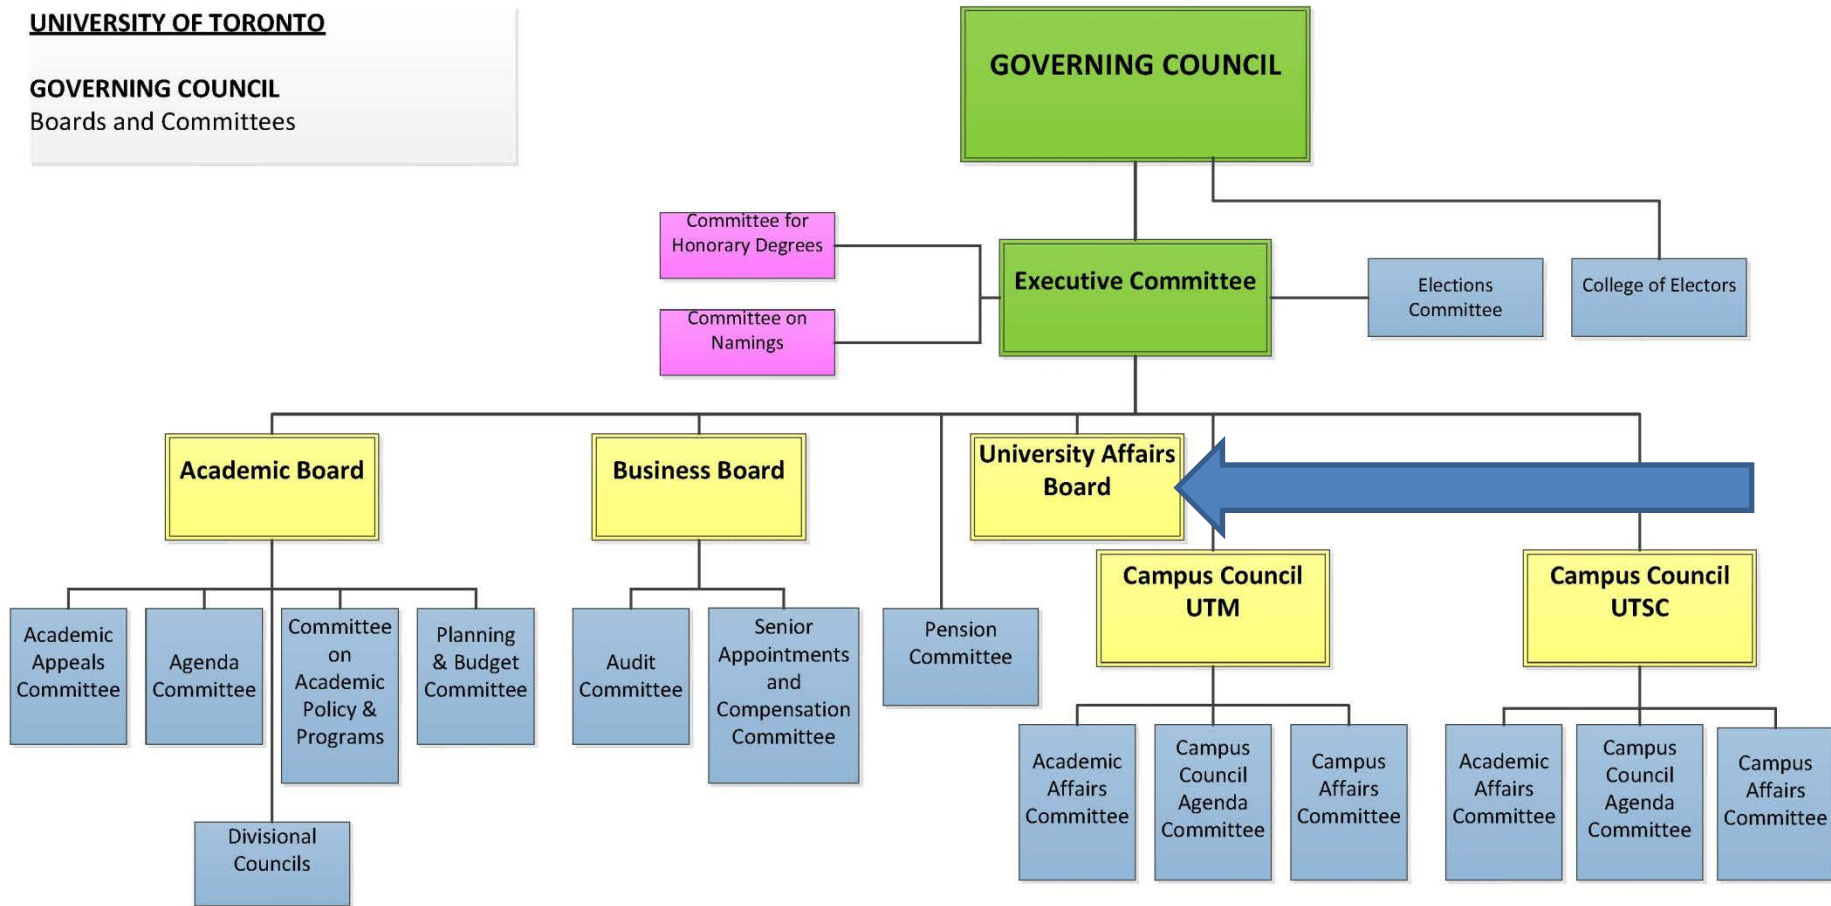 UNIVERSITY OF TORONTO
GOVERNING COUNCIL
Boards and Committees
GOVERNING COUNCIL
Committee for
Honorary Degrees
Committee on
Namings
Executive Committee
Elections
Committee
College of Electors
Academic Board
Business Board
University Affairs
Board
Campus Council
UTM
Campus Council
UTSC
Academic
Appeals
Committee
Agenda
Committee
Committee
on
Academic
Policy &
Programs
Planning
& Budget
Committee
Divisional
Councils
Audit
Committee
Senior
Appointments
and
Compensation
Committee
Pension
Committee
Academic
Affairs
Committee
Campus
Council
Agenda
Committee
Campus
Affairs
Committee
Academic
Affairs
Committee
Campus
Council
Agenda
Committee
Campus
Affairs
Committee